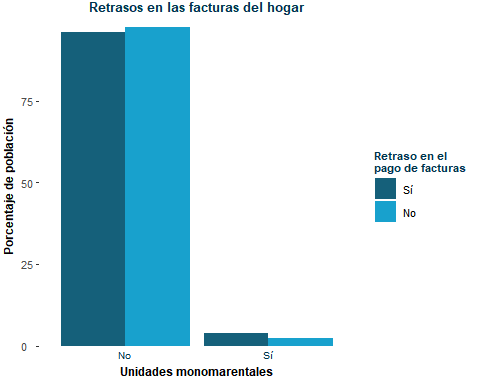 Retrasos en las facturas del hogar
Porcentaje de población
75
50
25
0
No
Sí
Unidades monomarentales
Retraso en el
pago de facturas
Sí
No